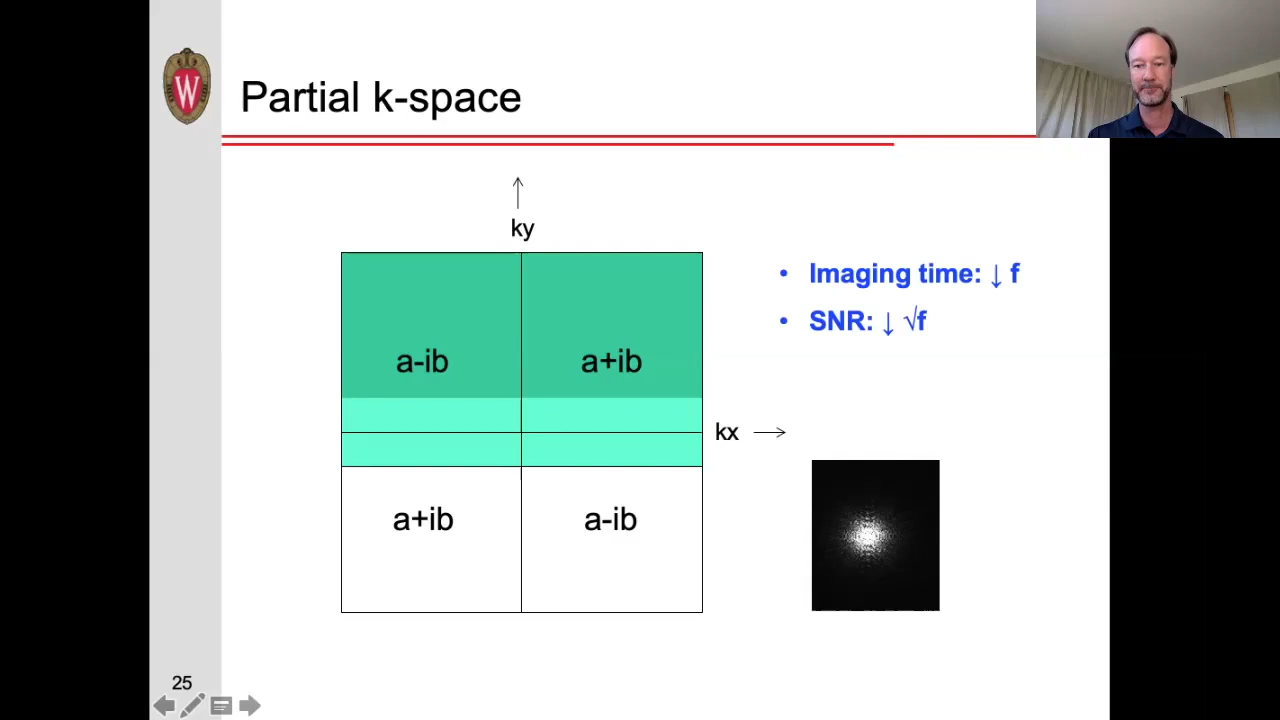 W
Partial k-space
ky
• Imaging time: ↓ f
• SNR: ↓ √f
a-ib a+ib
kx
a+ib a-ib
25